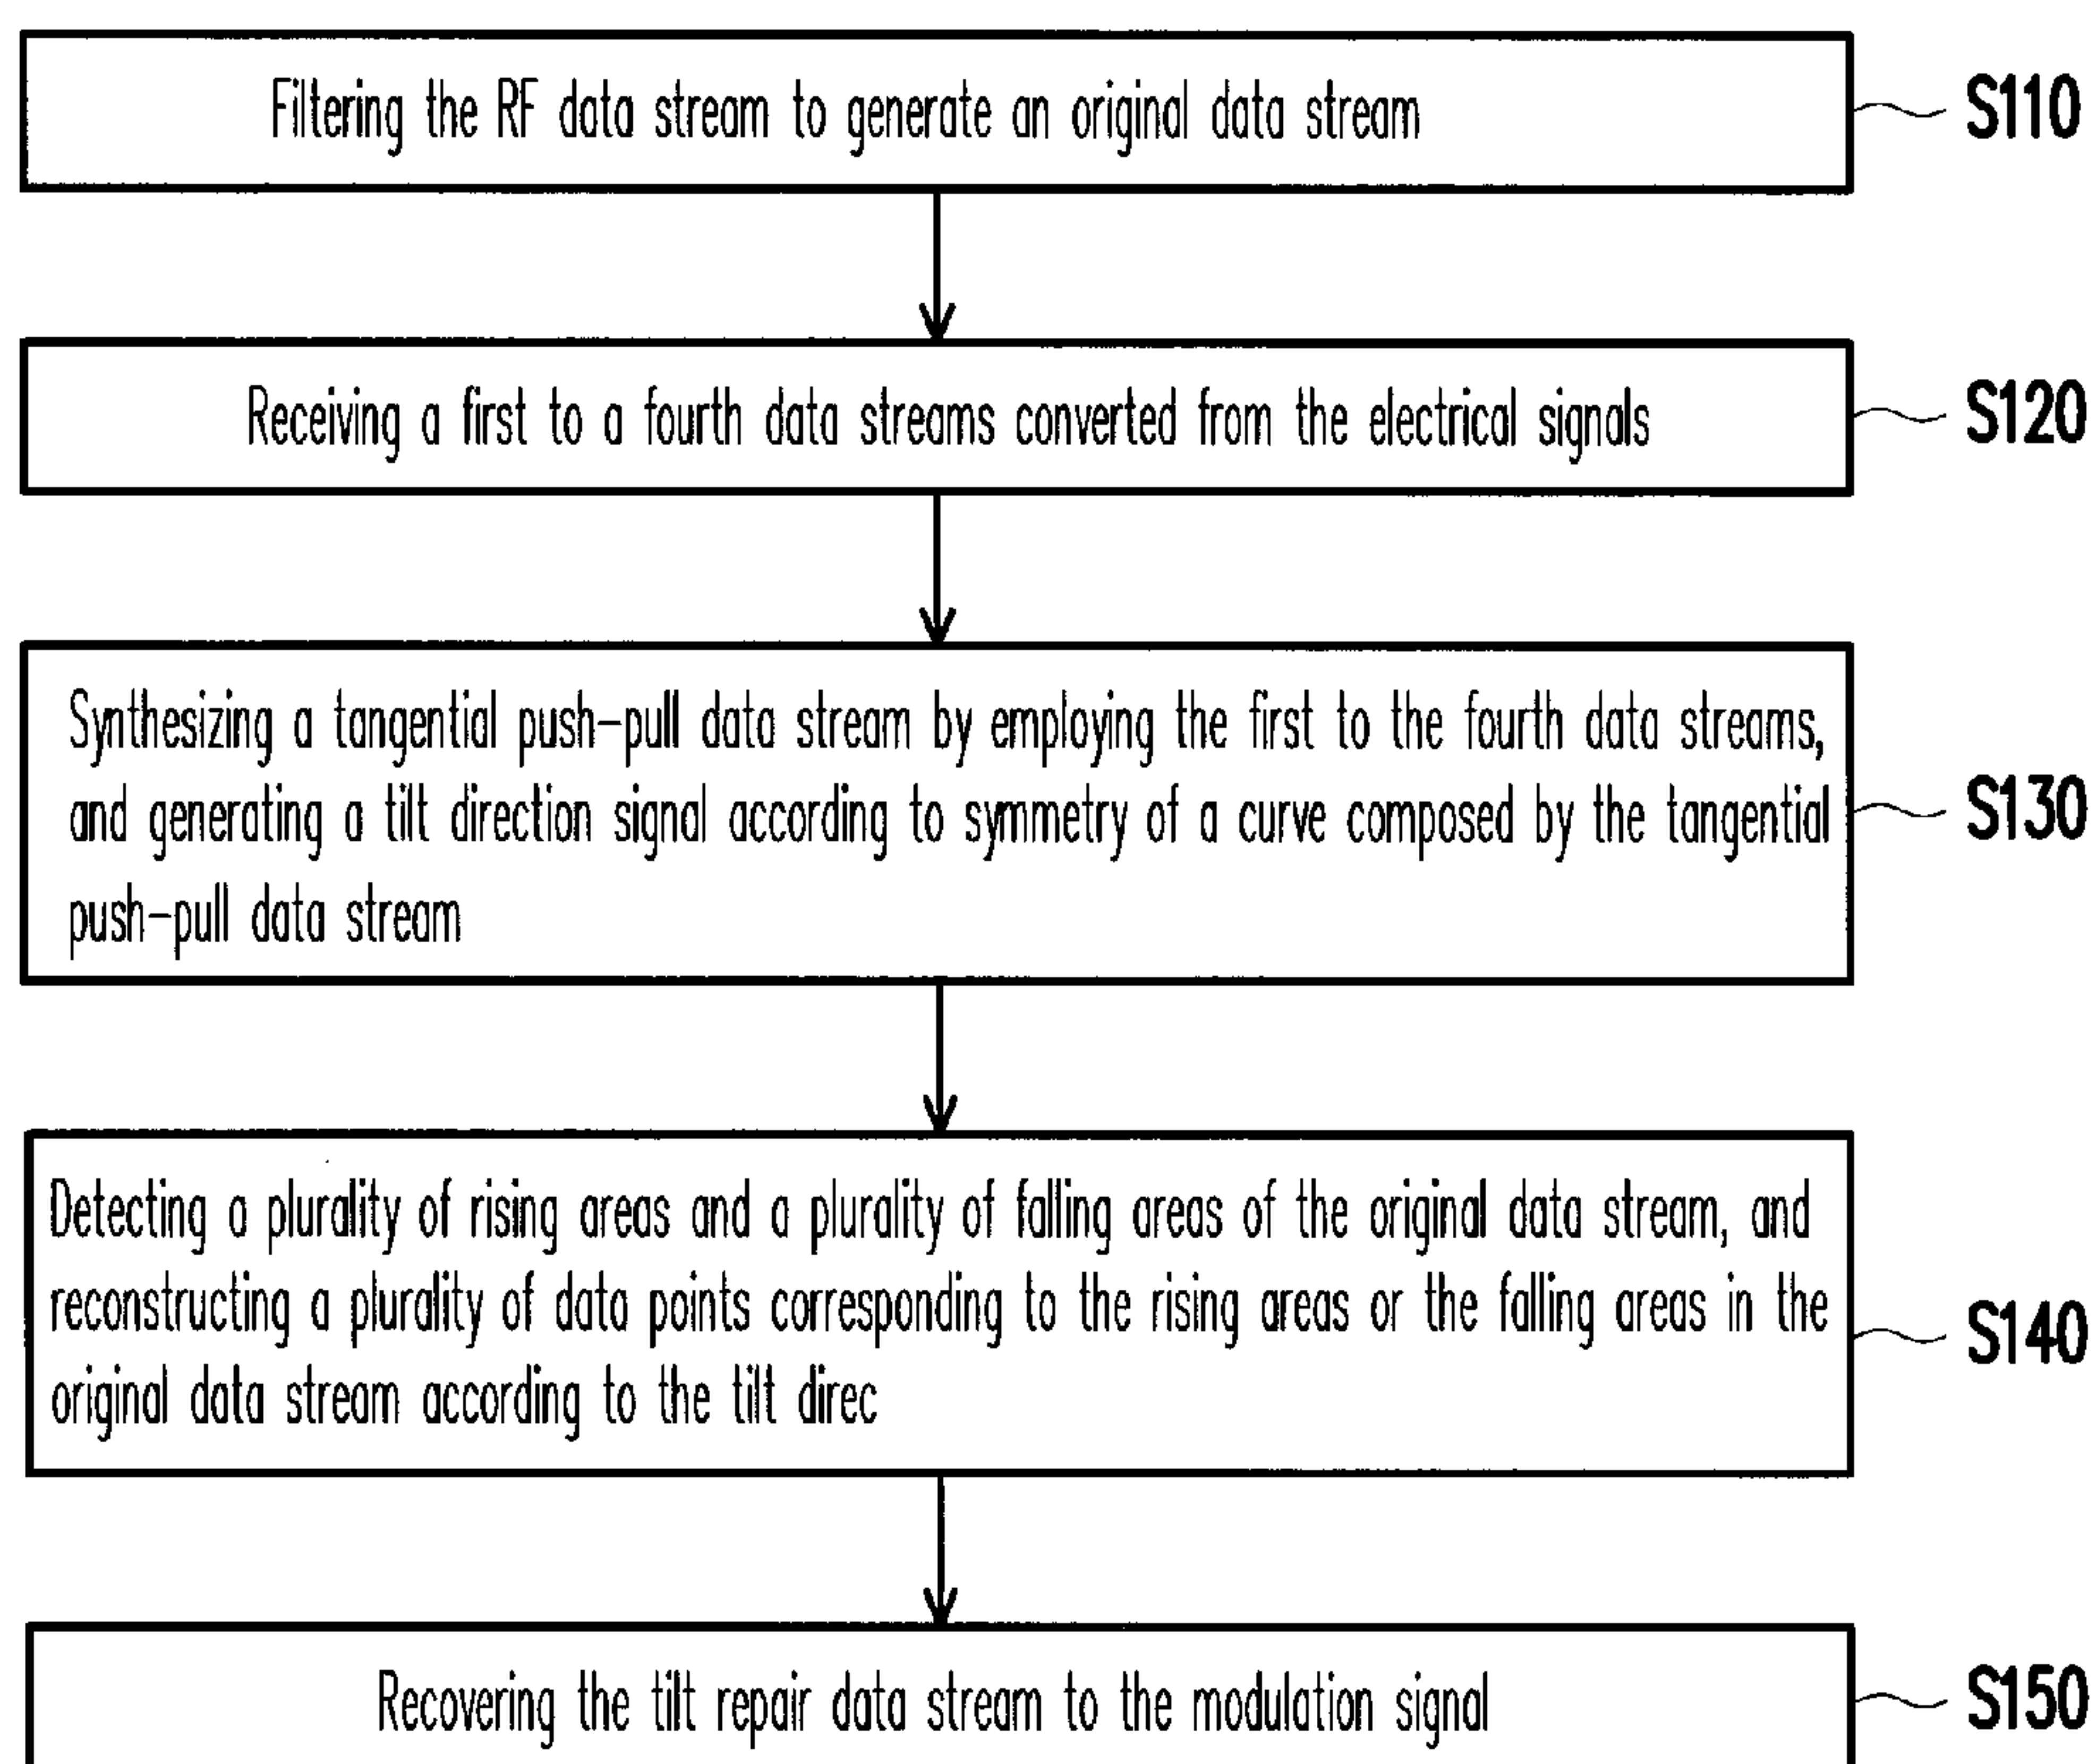 Filtering the RF data stream to generate an original data stream
S110
Receiving a first to a fourth data streams converted from the electrical signals
S120
Synthesizing a tangential push-pull data stream by employing the first to the fourth data streams,
and generating a tilt direction signal according to symmetry of a curve composed by the tangential
push-pull data stream
S130
Detecting a plurality of rising areas and a plurality of falling areas of the original data stream, and
reconstructing a plurality of data points corresponding to the rising areas or the falling areas in the
original data stream according to the tilt direc
S140
Recovering the tilt repair data stream to the modulation signal
S150